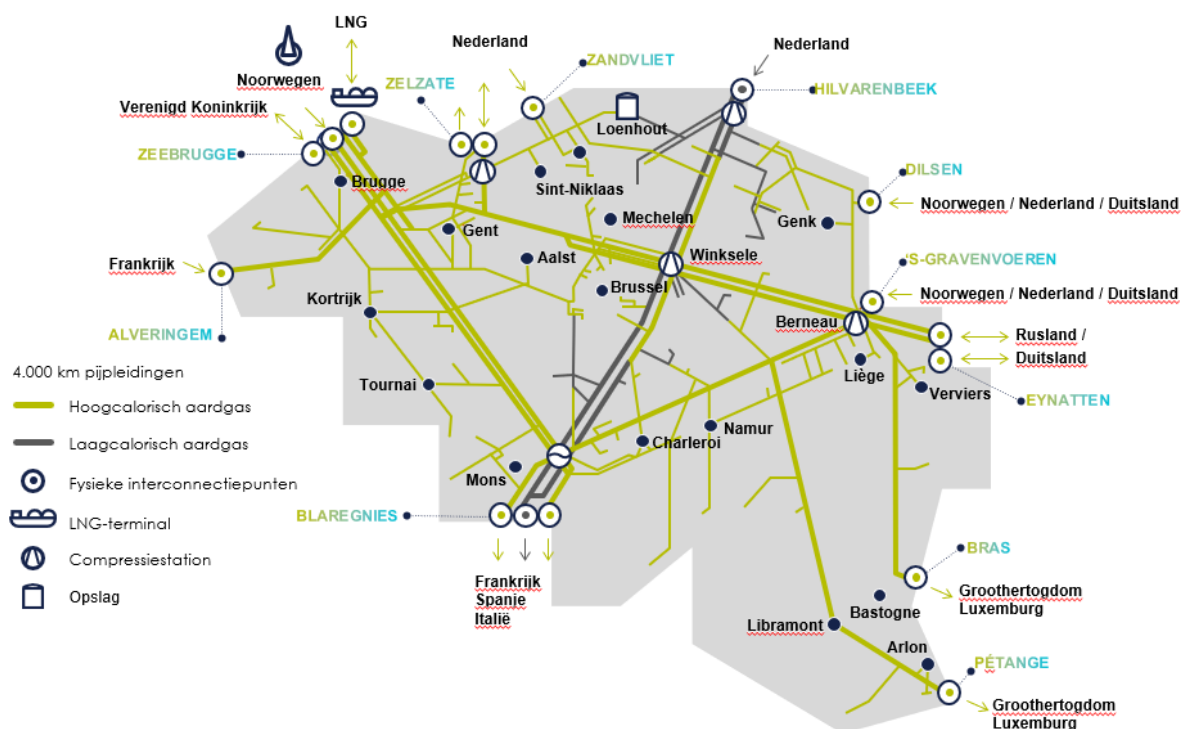 LNG
Noorwegen
Verenigd Koninkrijk
ZEEBRUGGE
ZELZATE
Nederland
ZANDVLIET
Nederland
HILVARENBEEK
Loenhout
DILSEN
Noorwegen / Nederland / Duitsland
Brugge
Sint-Niklaas
Mechelen
Genk
Gent
Aalst
Winksele
'S-GRAVENVOEREN
Noorwegen / Nederland / Duitsland
Frankrijk
ALVERINGEM
Kortrijk
Brussel
Berneau
Rusland /
Duitsland
Liège
Verviers
EYNATTEN
4.000 km pijpleidingen
Hoogcalorisch aardgas
Laagcalorisch aardgas
Fysieke interconnectiepunten
LNG-terminal
Compressiestation
Opslag
Tournai
Namur
Charleroi
Mons
BLAREGNIES
Frankrijk
Spanje
Italië
BRAS
Groothertogdom
Luxemburg
Bastogne
Libramont
Arlon
PÉTANGE
Groothertogdom
Luxemburg